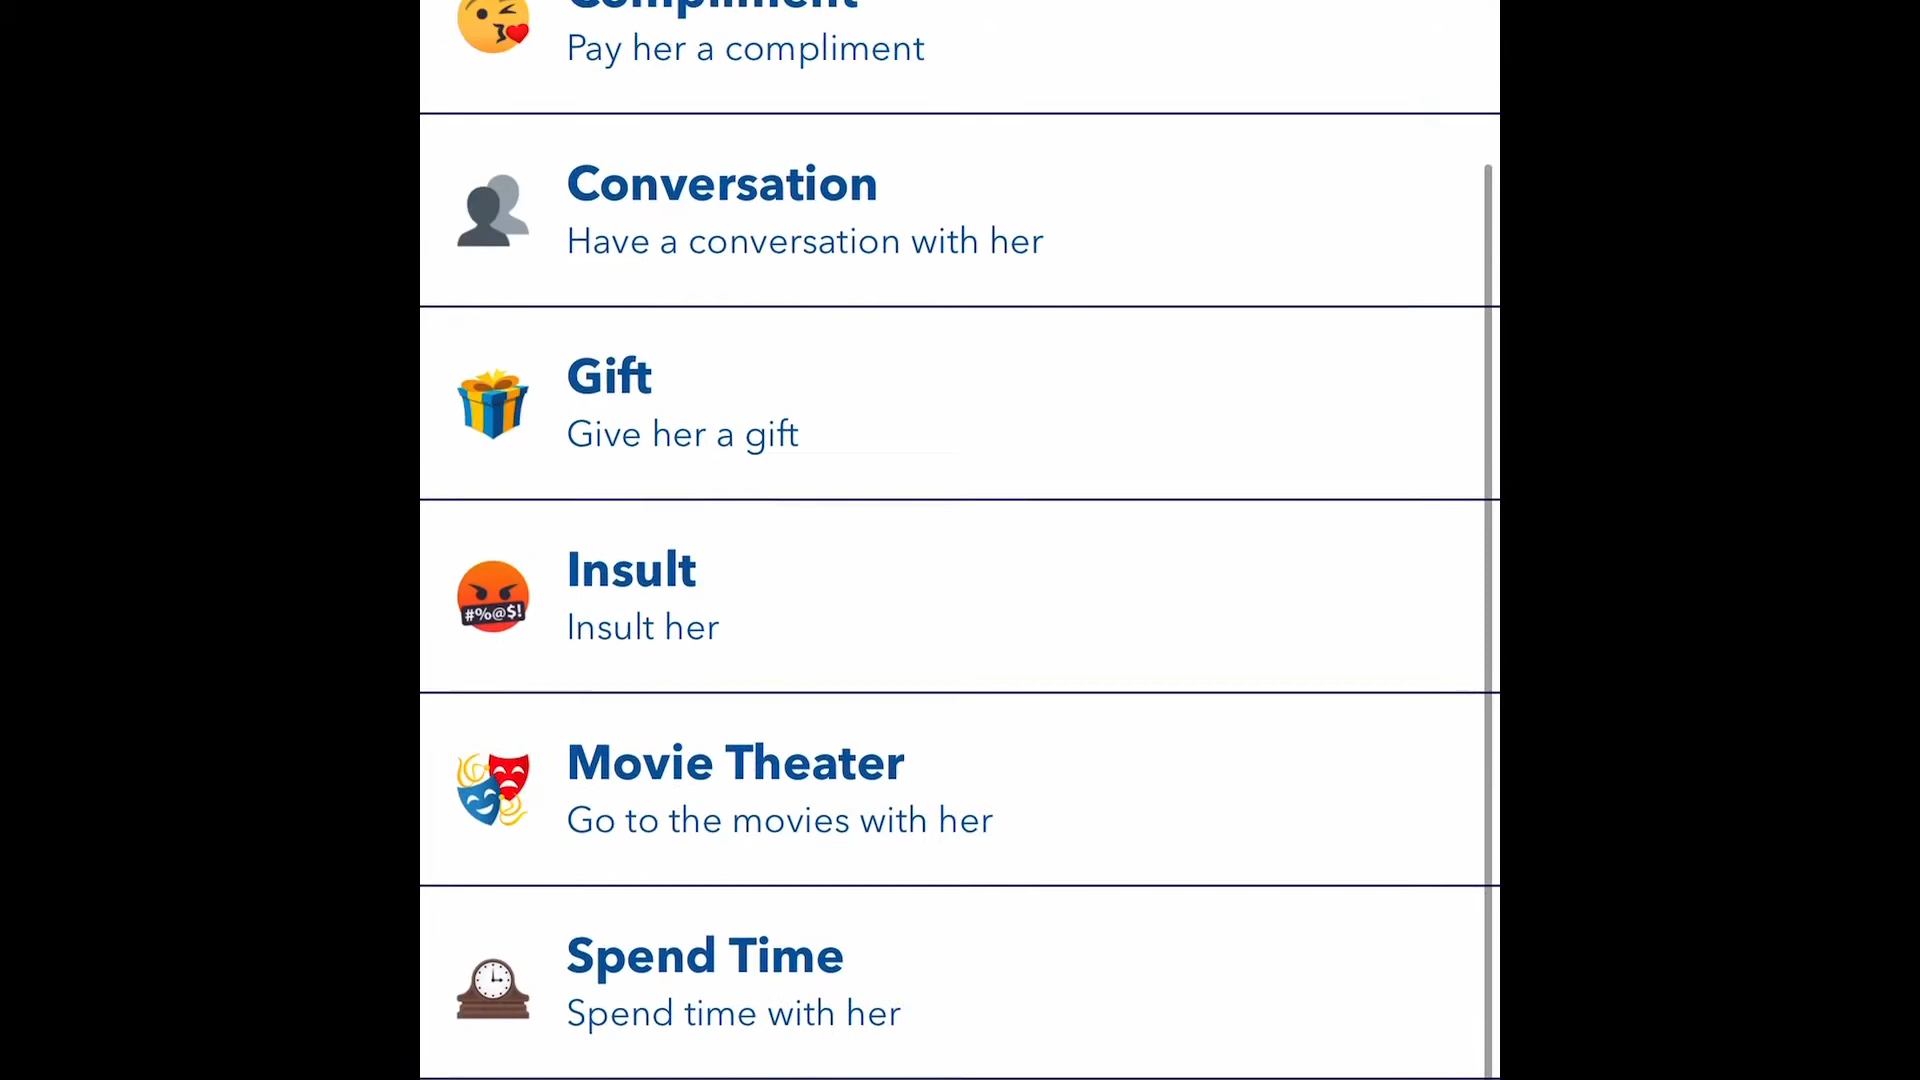 Compliment
Pay her a compliment
Conversation
Have a conversation with her
Gift
Give her a gift
#%@$!
Insult
Insult her
Movie Theater
Go to the movies with her
Spend Time
Spend time with her